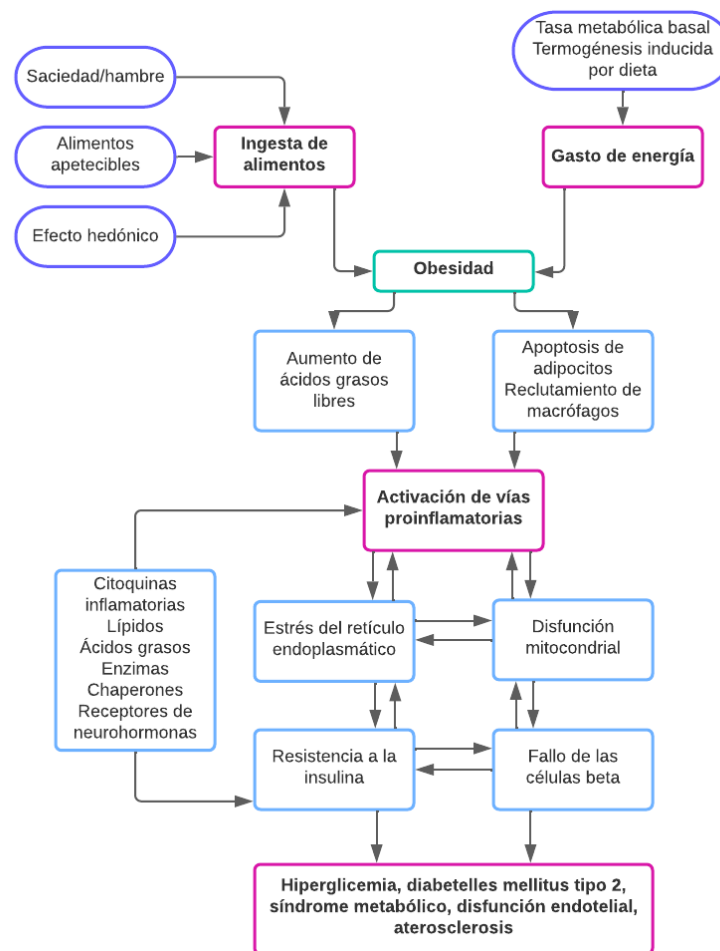 Tasa metabólica basal
Termogénesis inducida
por dieta
Saciedad/hambre
Alimentos
apetecibles
Ingesta de
alimentos
Gasto de energía
Efecto hedónico
Obesidad
Aumento de
ácidos grasos
libres
Apoptosis de
adipocitos
Reclutamiento de
macrófagos
Activación de vías
proinflamatorias
Citoquinas
inflamatorias
Lípidos
Ácidos grasos
Enzimas
Chaperones
Receptores de
neurohormonas
Estrés del retículo
endoplasmático
Disfunción
mitocondrial
Resistencia a la
insulina
Fallo de las
células beta
Hiperglicemia, diabetelles mellitus tipo 2,
síndrome metabólico, disfunción endotelial,
aterosclerosis